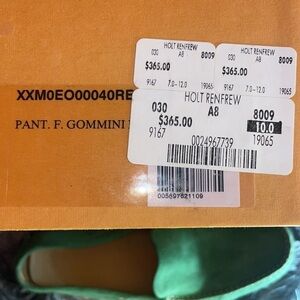 HOLT RENFREW
030 A8 8009
$365.00
9167 7.0-12.0 19065
HOLT RENFREW
030 A8 8009
$365.00
9167 7.0-12.0 19065
XXM0EO00040RE
PANT. F. GOMMINI
HOLT RENFREW
030 A8 8009
$365.00 10.0
9167 19065
0024967739
005697621109